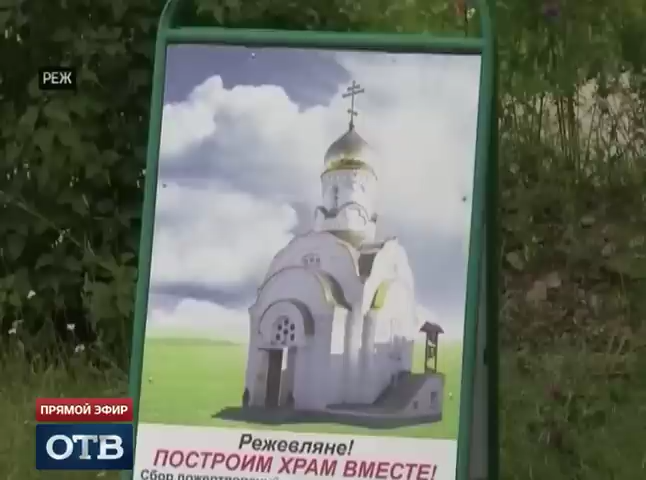 РЕЖ
Режевляне!
ПОСТРОИМ ХРАМ ВМЕСТЕ!
Сбор пожертвований
ПРЯМОЙ ЭФИР
ОТВ